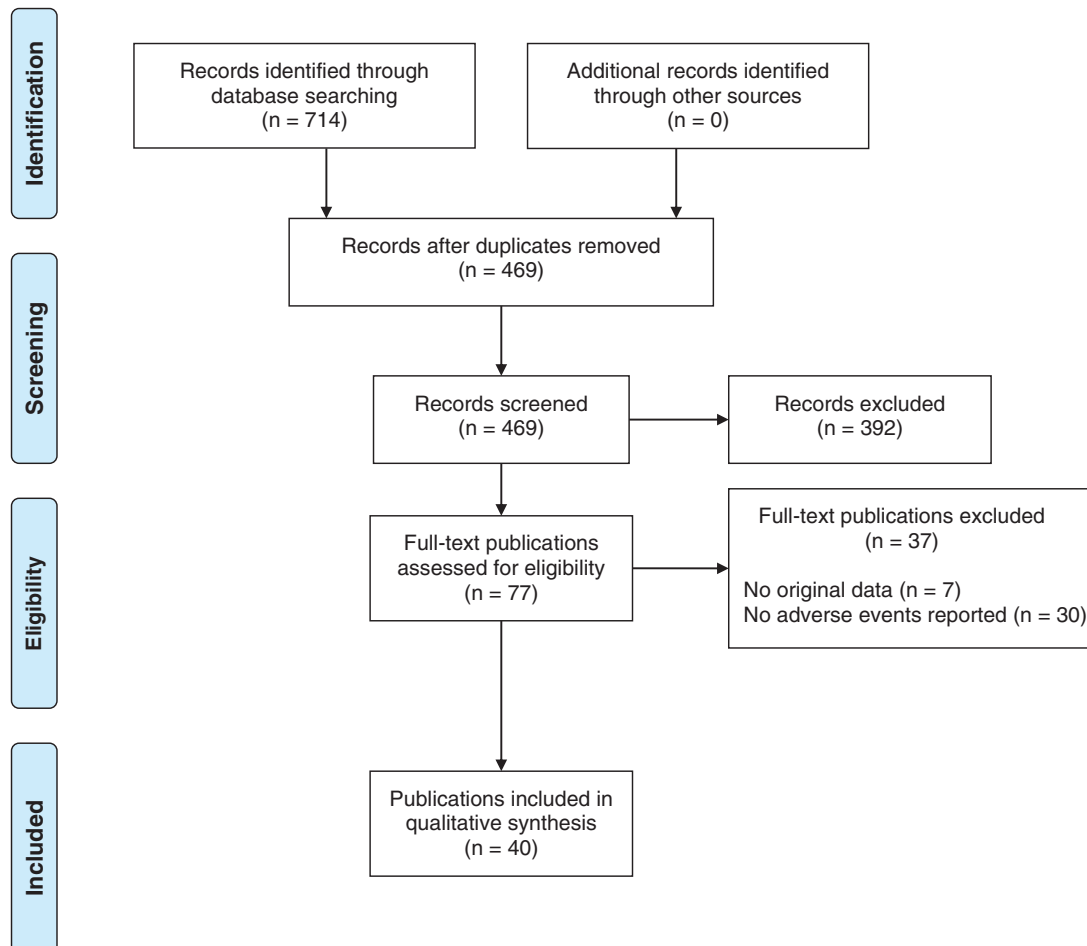 Identification
Records identified through
database searching
(n = 714)
Additional records identified
through other sources
(n = 0)
Records after duplicates removed
(n = 469)
Screening
Records screened
(n = 469)
Records excluded
(n = 392)
Eligibility
Full-text publications
assessed for eligibility
(n = 77)
Full-text publications excluded
(n = 37)
No original data (n = 7)
No adverse events reported (n = 30)
Included
Publications included in
qualitative synthesis
(n = 40)